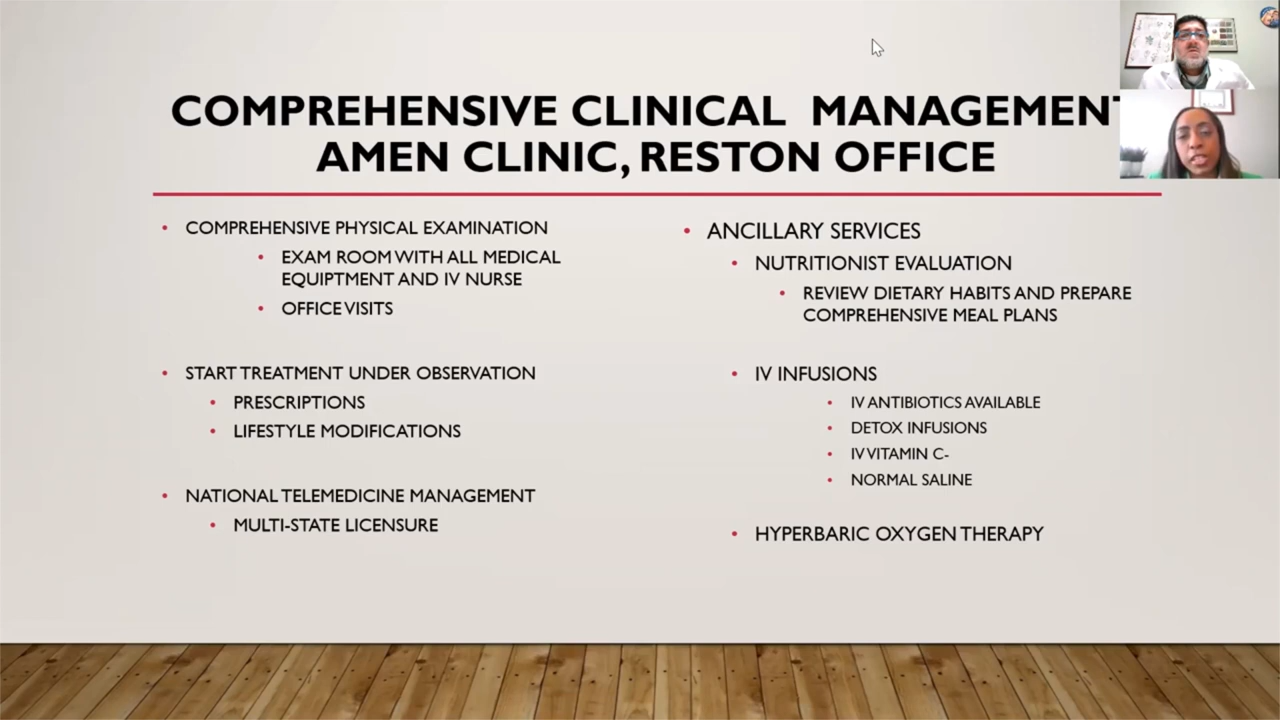 COMPREHENSIVE CLINICAL MANAGEMENT
AMEN CLINIC, RESTON OFFICE
COMPREHENSIVE PHYSICAL EXAMINATION
EXAM ROOM WITH ALL MEDICAL
EQUIPTMENT AND IV NURSE
OFFICE VISITS
START TREATMENT UNDER OBSERVATION
PRESCRIPTIONS
LIFESTYLE MODIFICATIONS
NATIONAL TELEMEDICINE MANAGEMENT
MULTI-STATE LICENSURE
ANCILLARY SERVICES
NUTRITIONIST EVALUATION
REVIEW DIETARY HABITS AND PREPARE
COMPREHENSIVE MEAL PLANS
IV INFUSIONS
IV ANTIBIOTICS AVAILABLE
DETOX INFUSIONS
IV VITAMIN C-
NORMAL SALINE
HYPERBARIC OXYGEN THERAPY